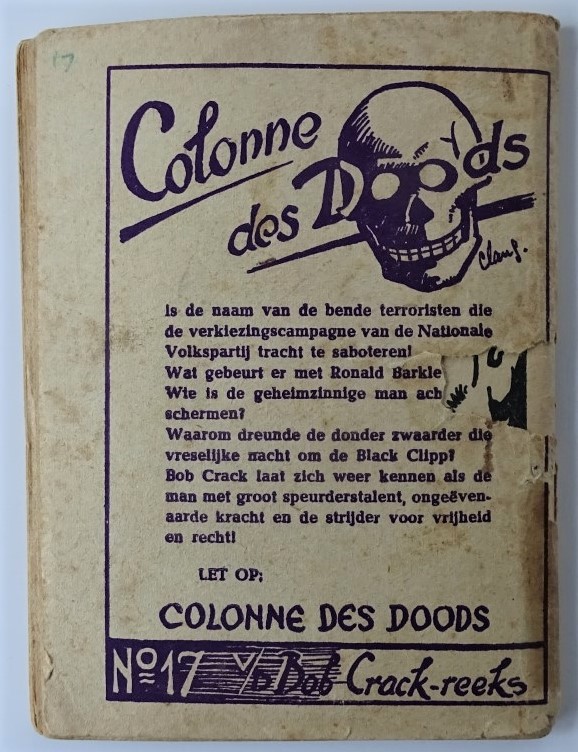 17
Colonne
des Doods
Clau S.
is de naam van de bende terroristen die
de verkiezingscampagne van de Nationale
Volkspartij tracht te saboteren!
Wat gebeurt er met Ronald Barkle
Wie is de geheimzinnige man ach
schermen?
Waarom dreunde de donder zwaarder die
vreselijke nacht om de Black Clipp?
Bob Crack laat zich weer kennen als de
man met groot speurderstalent, ongeëven-
aarde kracht en de strijder voor vrijheid
en recht!
LET OP:
COLONNE DES DOODS
No 17 v/d Bob Crack-reeks